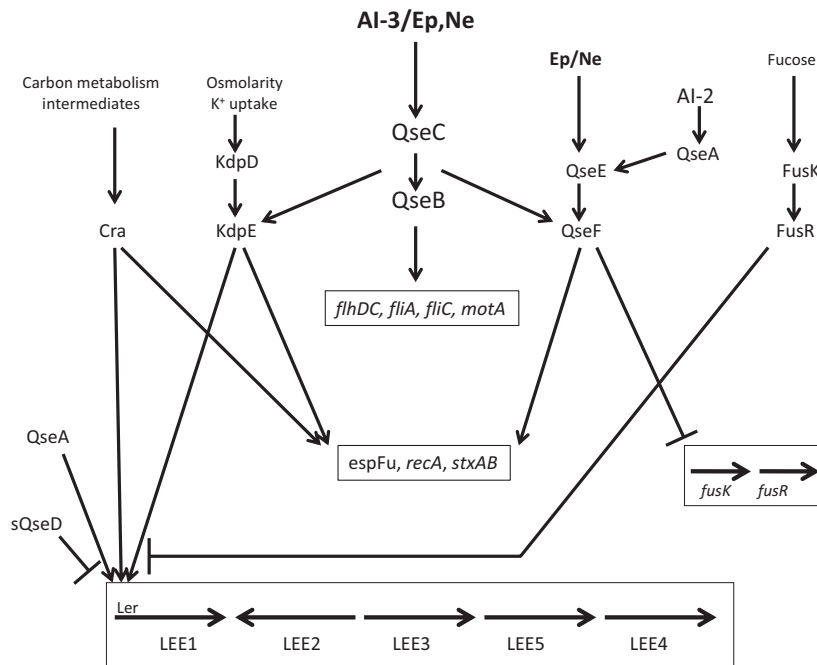 AI-3/Ep,Ne
Carbon metabolism
intermediates
Osmolarity
K⁺ uptake
Ep/Ne
Fucose
AI-2
QseC
KdpD
QseE
QseA
FusK
QseB
Cra
KdpE
QseF
FusR
flhDC, fliA, fliC, motA
QseA
espFu, recA, stxAB
fusK
fusR
sQseD
Ler
LEE1
LEE2
LEE3
LEE5
LEE4